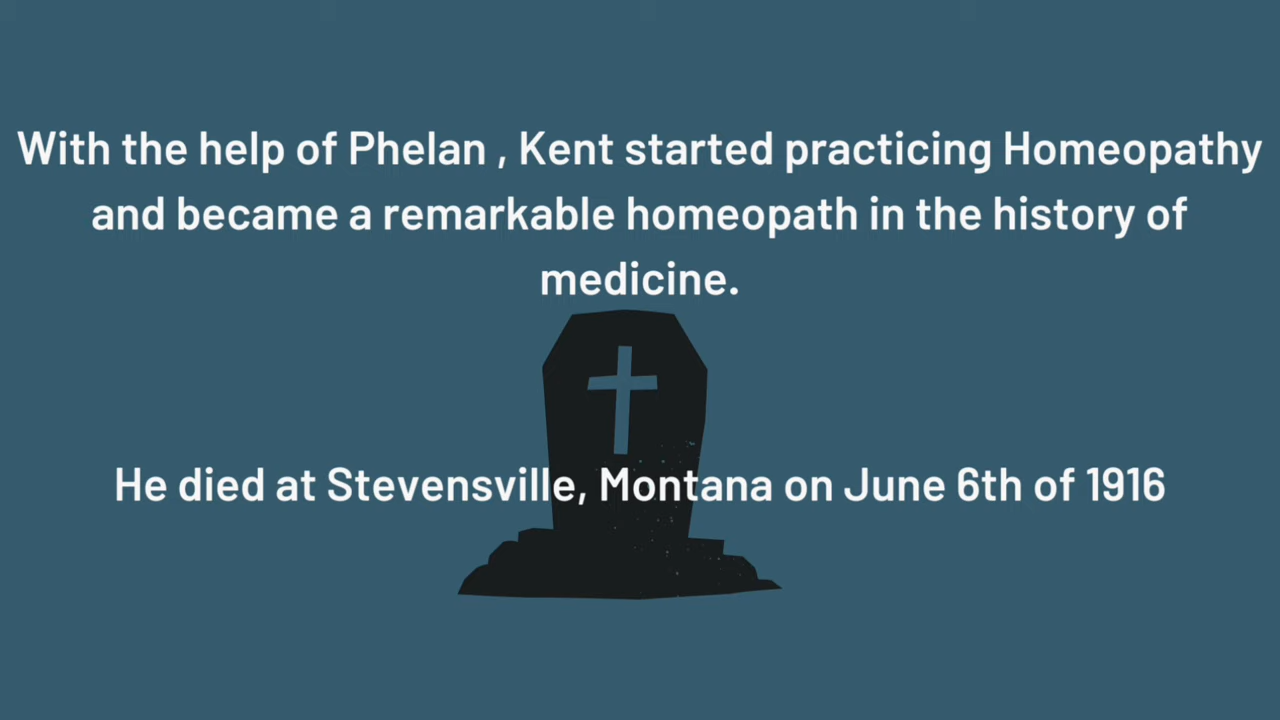 With the help of Phelan , Kent started practicing Homeopathy
and became a remarkable homeopath in the history of
medicine.
He died at Stevensville, Montana on June 6th of 1916